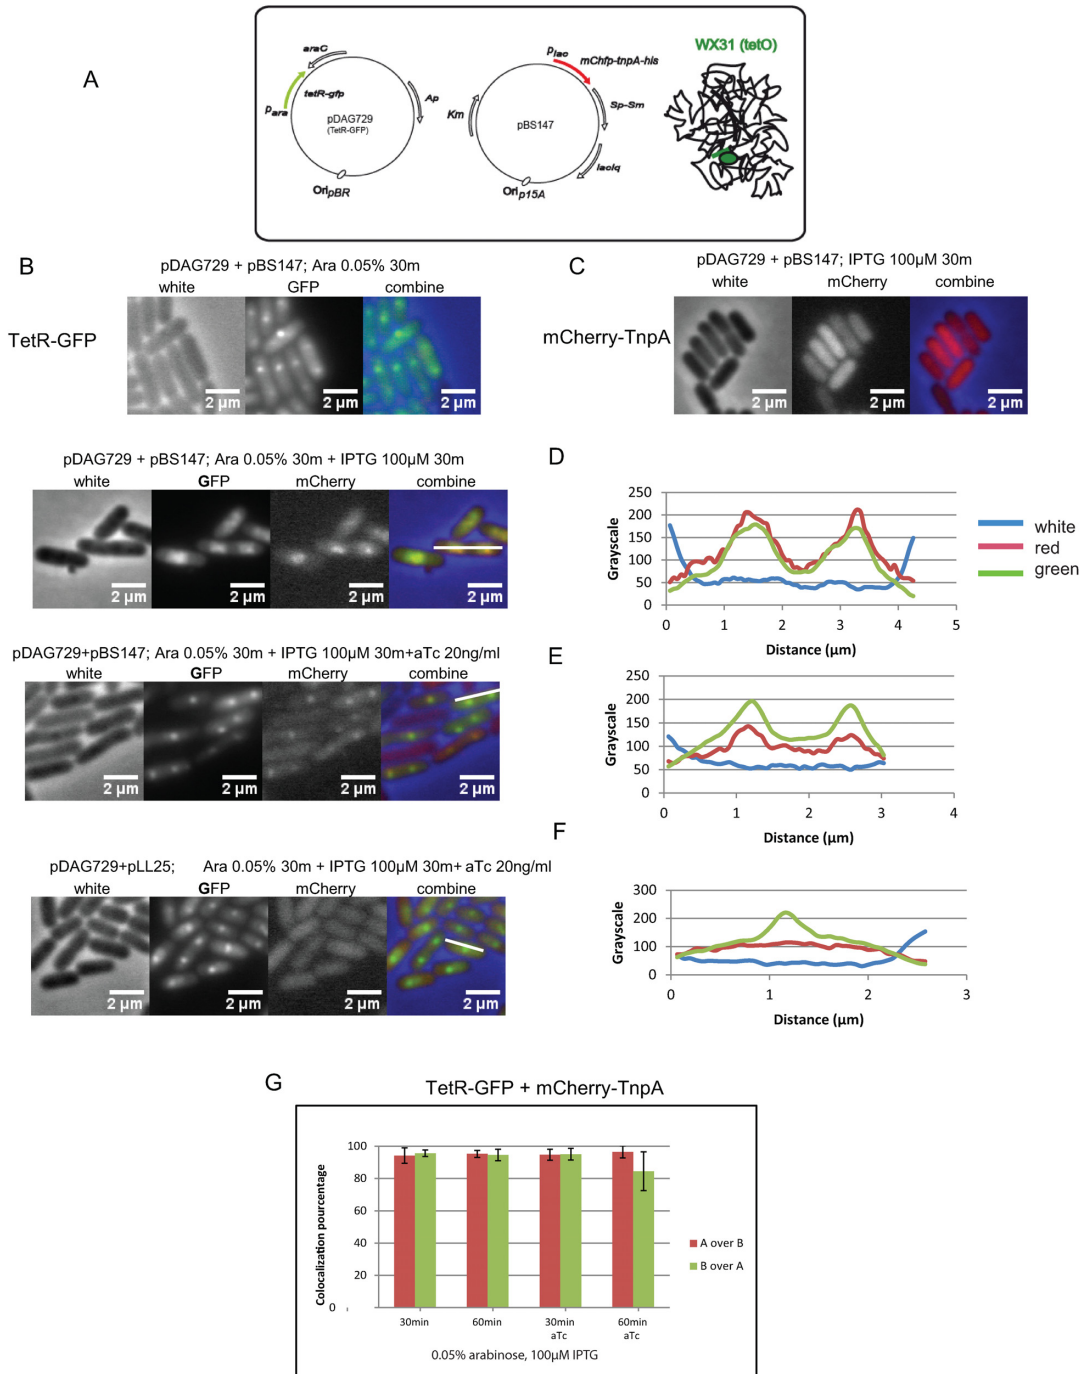 A
araC
para
tetR-gfp
Ap
pDAG729
(TetR-GFP)
OripBR
plac
mChfp-tnpA-his
Km
Sp-Sm
pBS147
lacIq
Orip15A
WX31 (tetO)
B
pDAG729 + pBS147; Ara 0.05% 30m
white GFP combine
TetR-GFP
2 µm 2 µm 2 µm
C
pDAG729 + pBS147; IPTG 100µM 30m
white mCherry combine
mCherry-TnpA
2 µm 2 µm 2 µm
pDAG729 + pBS147; Ara 0.05% 30m + IPTG 100µM 30m
white GFP mCherry combine
2 µm 2 µm 2 µm 2 µm
D
250
200
150
100
50
0
Grayscale
0 1 2 3 4 5
Distance (µm)
white
red
green
pDAG729+pBS147; Ara 0.05% 30m + IPTG 100µM 30m+aTc 20ng/ml
white GFP mCherry combine
2 µm 2 µm 2 µm 2 µm
E
250
200
150
100
50
0
Grayscale
0 1 2 3 4
Distance (µm)
pDAG729+pLL25; Ara 0.05% 30m + IPTG 100µM 30m+ aTc 20ng/ml
white GFP mCherry combine
2 µm 2 µm 2 µm 2 µm
F
300
200
100
0
Grayscale
0 1 2 3
Distance (µm)
G
TetR-GFP + mCherry-TnpA
100
80
60
40
20
0
Colocalization pourcentage
A over B
B over A
30min 60min 30min 60min
aTc aTc
0.05% arabinose, 100µM IPTG